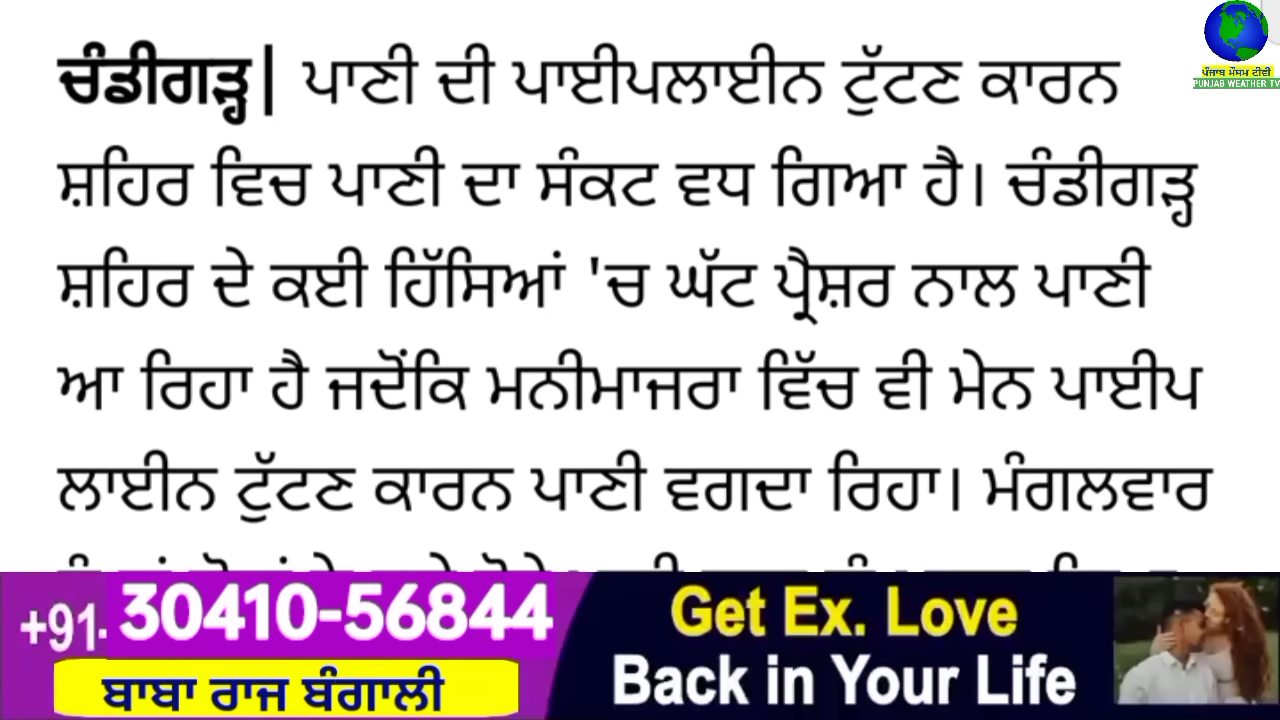 ਚੰਡੀਗੜ੍ਹ| ਪਾਣੀ ਦੀ ਪਾਈਪਲਾਈਨ ਟੁੱਟਣ ਕਾਰਨ
ਸ਼ਹਿਰ ਵਿਚ ਪਾਣੀ ਦਾ ਸੰਕਟ ਵਧ ਗਿਆ ਹੈ। ਚੰਡੀਗੜ੍ਹ
ਸ਼ਹਿਰ ਦੇ ਕਈ ਹਿੱਸਿਆਂ 'ਚ ਘੱਟ ਪ੍ਰੈਸ਼ਰ ਨਾਲ ਪਾਣੀ
ਆ ਰਿਹਾ ਹੈ ਜਦੋਂਕਿ ਮਨੀਮਾਜਰਾ ਵਿੱਚ ਵੀ ਮੇਨ ਪਾਈਪ
ਲਾਈਨ ਟੁੱਟਣ ਕਾਰਨ ਪਾਣੀ ਵਗਦਾ ਰਿਹਾ। ਮੰਗਲਵਾਰ
ਪੰਜਾਬ ਮੌਸਮ ਟੀਵੀ
PUNJAB WEATHER TV
+91- 30410-56844
ਬਾਬਾ ਰਾਜ ਬੰਗਾਲੀ
Get Ex. Love
Back in Your Life